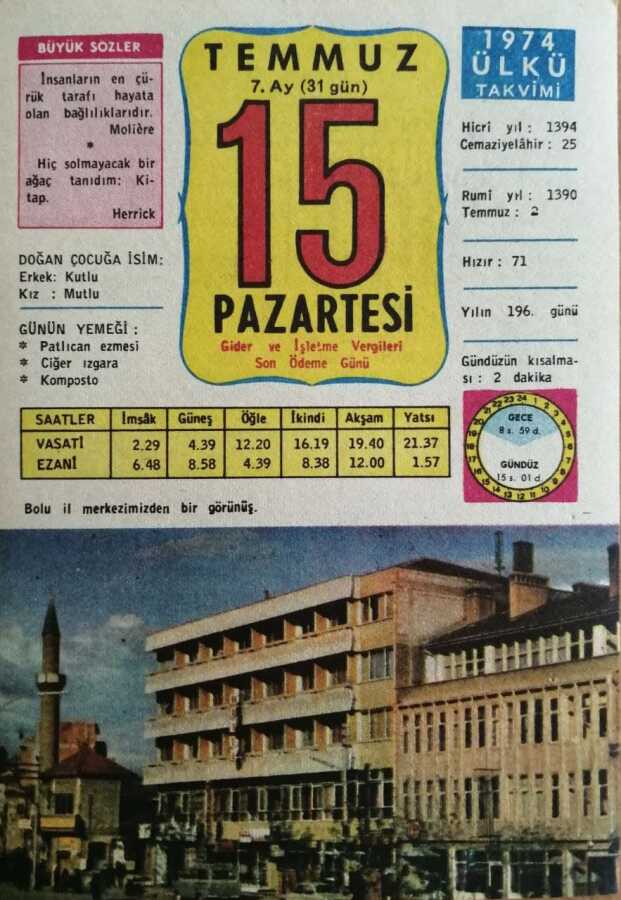 BÜYÜK SÖZLER
İnsanların en çü-
rük tarafı hayata
olan bağlılıklarıdır.
Molière
*
Hiç solmayacak bir
ağaç tanıdım: Ki-
tap.
Herrick
DOĞAN ÇOCUĞA İSİM:
Erkek: Kutlu
Kız : Mutlu
GÜNÜN YEMEĞİ :
* Patlıcan ezmesi
* Ciğer ızgara
* Komposto
TEMMUZ
7. Ay (31 gün)
15
PAZARTESİ
Gider ve İşletme Vergileri
Son Ödeme Günü
1974
ÜLKÜ
TAKVİMİ
Hicrî yıl : 1394
Cemaziyelâhir : 25
Rumî yıl : 1390
Temmuz : 2
Hızır : 71
Yılın 196. günü
Gündüzün kısalma-
sı : 2 dakika
SAATLER İmsâk Güneş Öğle İkindi Akşam Yatsı
VASATİ 2.29 4.39 12.20 16.19 19.40 21.37
EZANİ 6.48 8.58 4.39 8.38 12.00 1.57
GECE
8 s. 59 d.
GÜNDÜZ
15 s. 01 d.
Bolu il merkezimizden bir görünüş.